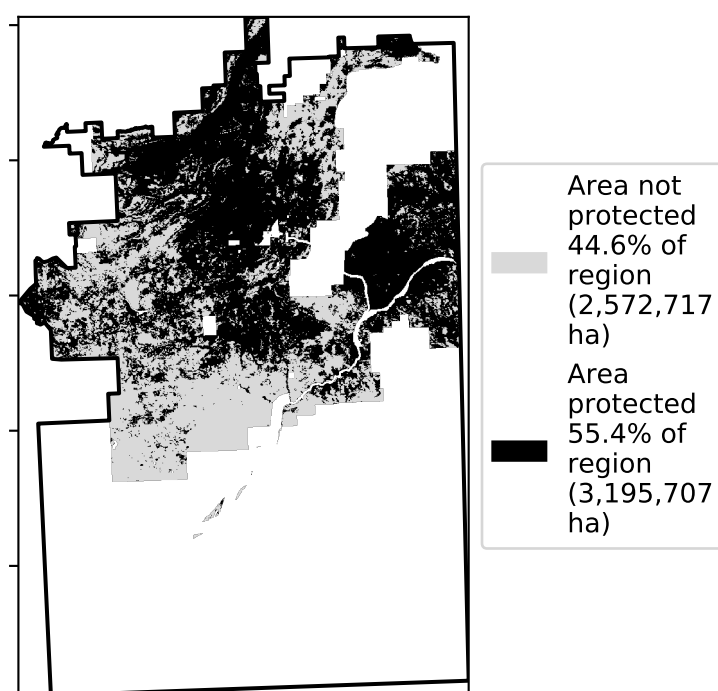 Area not
protected
44.6% of
region
(2,572,717
ha)
Area
protected
55.4% of
region
(3,195,707
ha)